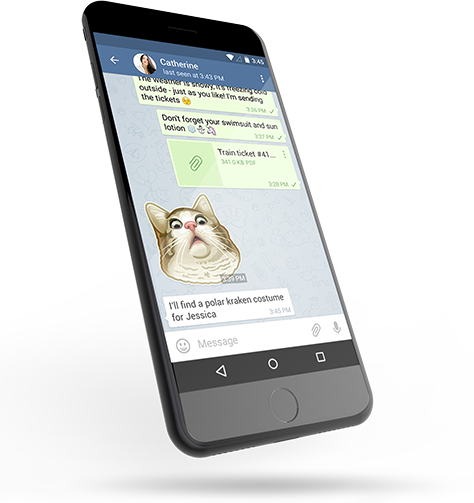 3:45
Catherine
last seen at 3:43 PM
The weather is snowy, it's freezing cold
outside - just as you like! I'm sending
the tickets
3:26 PM
Don't forget your swimsuit and sun
lotion
3:27 PM
Train ticket #41...
341.0 KB PDF
3:28 PM
3:39 PM
I'll find a polar kraken costume
for Jessica
3:45 PM
Message